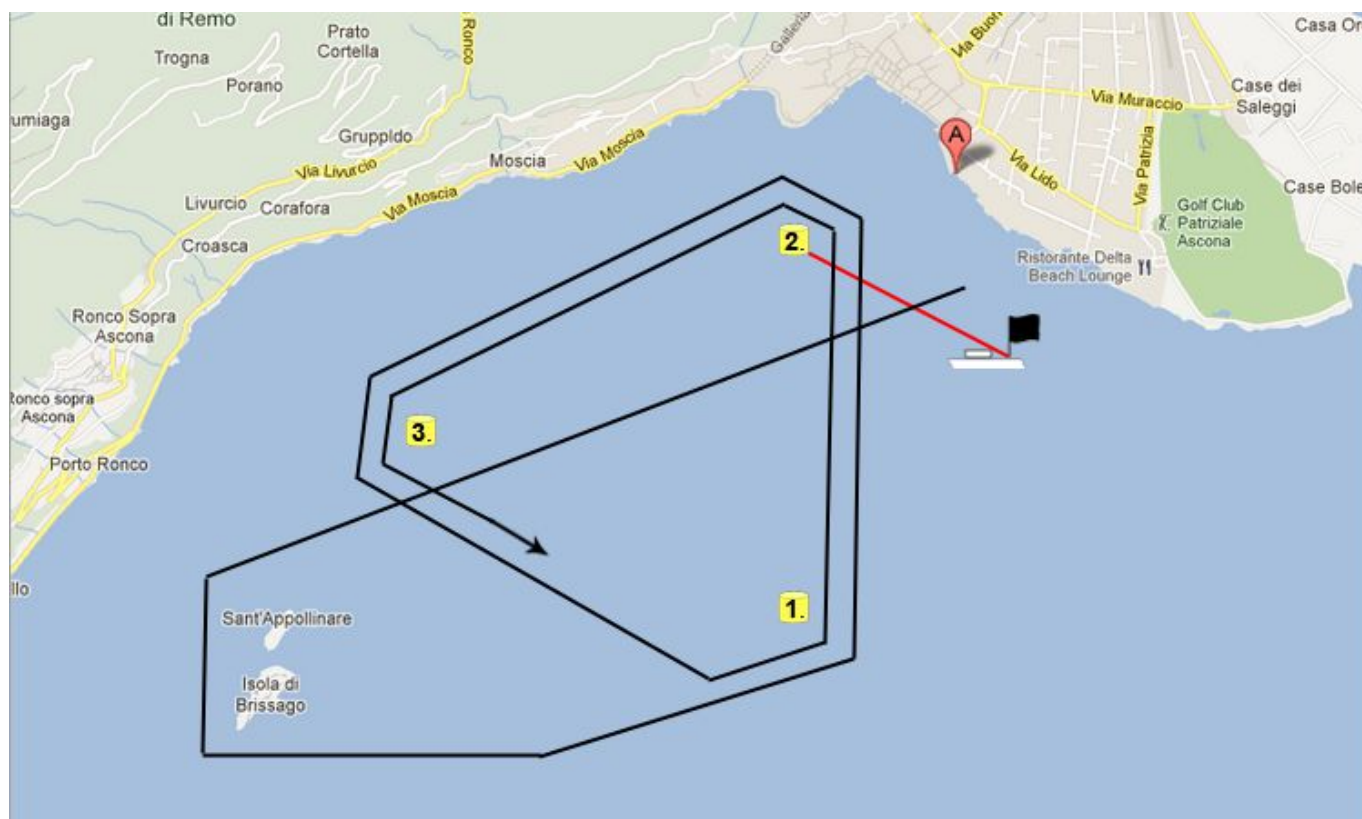 di Remo
Trogna
Prato
Cortella
Porano
umiaga
Gruppldo
Ronco
Galleria
Via Buon
Casa Or
Via Muraccio
Case dei
Saleggi
Via Livurcio
Moscia
Via Moscia
A
Via Lido
Via Patrizia
Livurcio
Corafora
Via Moscia
Case Bole
Croasca
Golf Club
Patriziale
Ascona
2.
Ristorante Delta
Beach Lounge
Ronco Sopra
Ascona
Ronco sopra
Ascona
3.
Porto Ronco
llo
1.
Sant'Appollinare
Isola di
Brissago